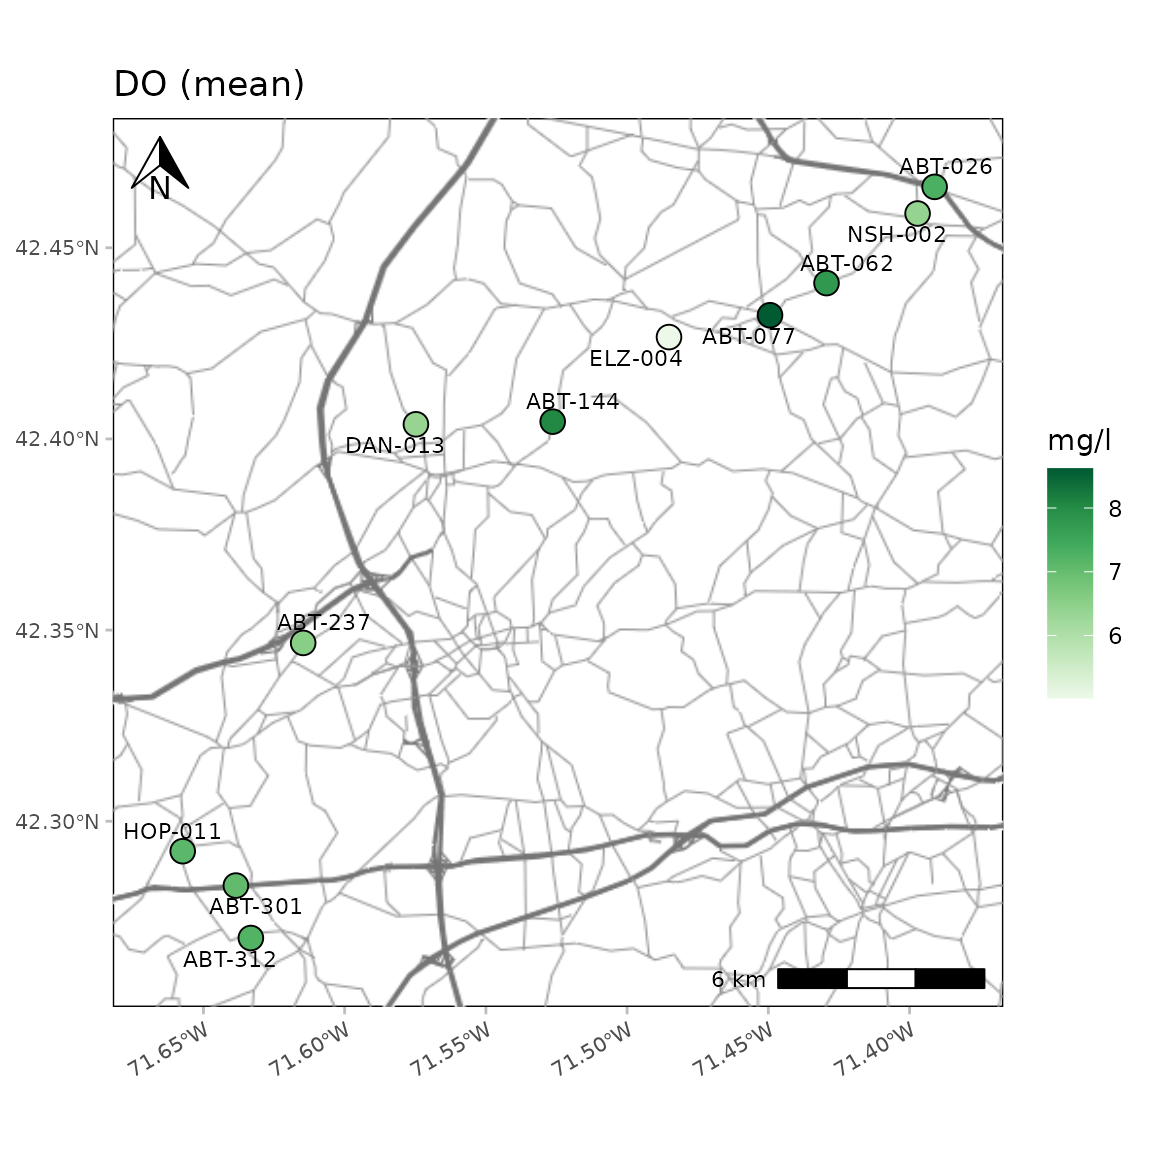 DO (mean)
N
ABT-026
NSH-002
42.45°N
ABT-062
ABT-077
ELZ-004
ABT-144
42.40°N
DAN-013
mg/l
8
7
6
ABT-237
42.35°N
42.30°N
HOP-011
ABT-301
ABT-312
6 km
71.65°W
71.60°W
71.55°W
71.50°W
71.45°W
71.40°W